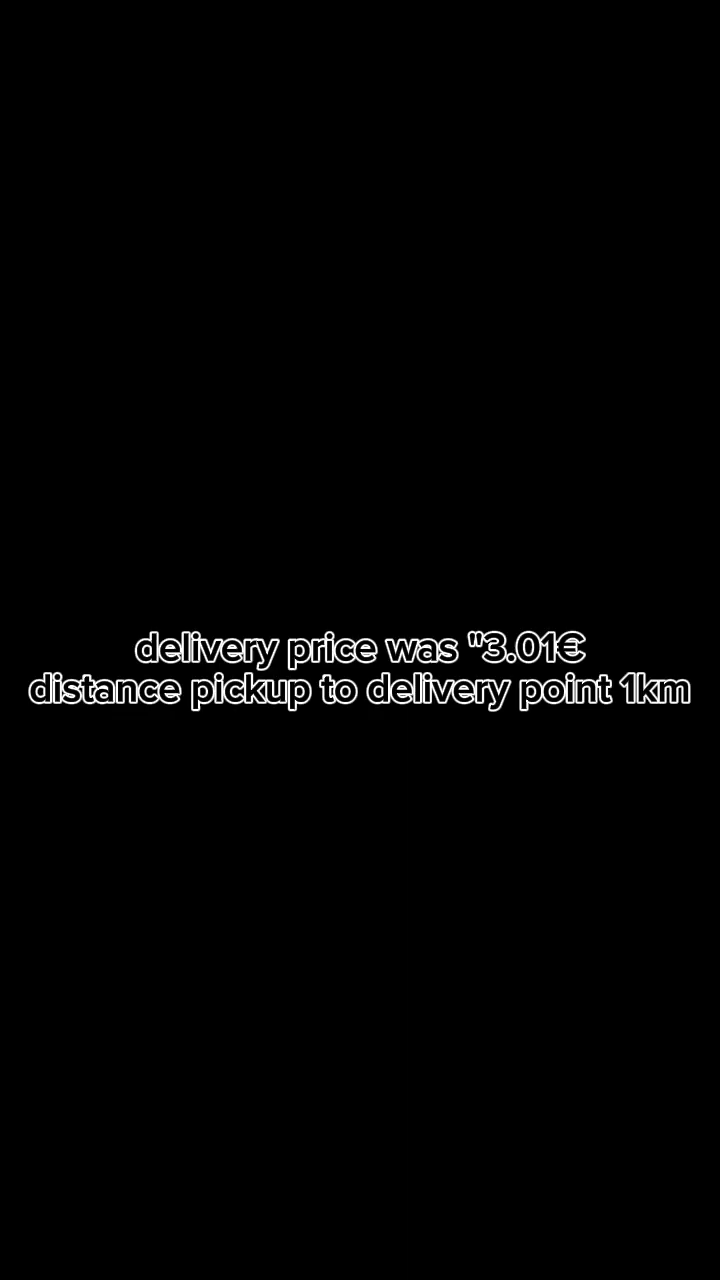 delivery price was "3.01€
distance pickup to delivery point 1km